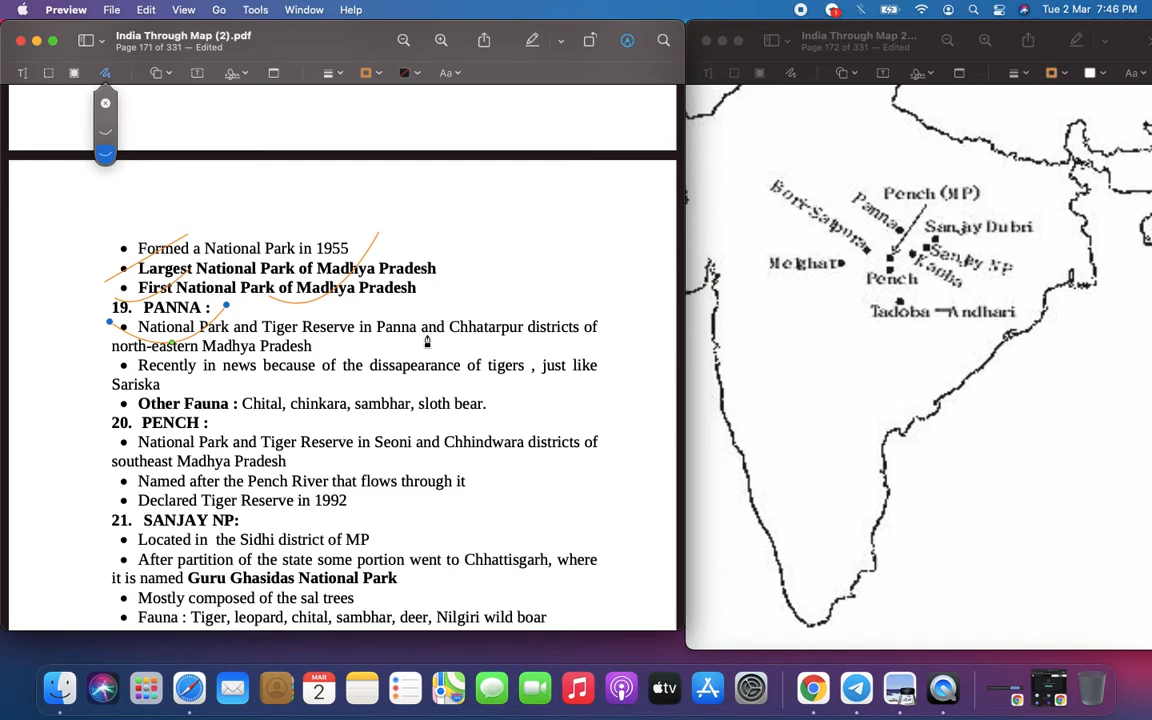 Preview File Edit View Go Tools Window Help
Tue 2 Mar 7:46 PM
India Through Map (2).pdf
Page 171 of 331 — Edited
India Through Map 2...
Page 172 of 331 — Edited
Aa
Aa
• Formed a National Park in 1955
• Largest National Park of Madhya Pradesh
• First National Park of Madhya Pradesh
19. PANNA :
• National Park and Tiger Reserve in Panna and Chhatarpur districts of
north-eastern Madhya Pradesh
• Recently in news because of the dissapearance of tigers , just like
Sariska
• Other Fauna : Chital, chinkara, sambhar, sloth bear.
20. PENCH :
• National Park and Tiger Reserve in Seoni and Chhindwara districts of
southeast Madhya Pradesh
• Named after the Pench River that flows through it
• Declared Tiger Reserve in 1992
21. SANJAY NP:
• Located in the Sidhi district of MP
• After partition of the state some portion went to Chhattisgarh, where
it is named Guru Ghasidas National Park
• Mostly composed of the sal trees
• Fauna : Tiger, leopard, chital, sambhar, deer, Nilgiri wild boar
Bori-Satpura
Panna
Pench (MP)
Sanjay Dubri
Melghat
Sanjay NP
Kanha
Pench
Tadoba - Andhari
MAR
2
tv
1